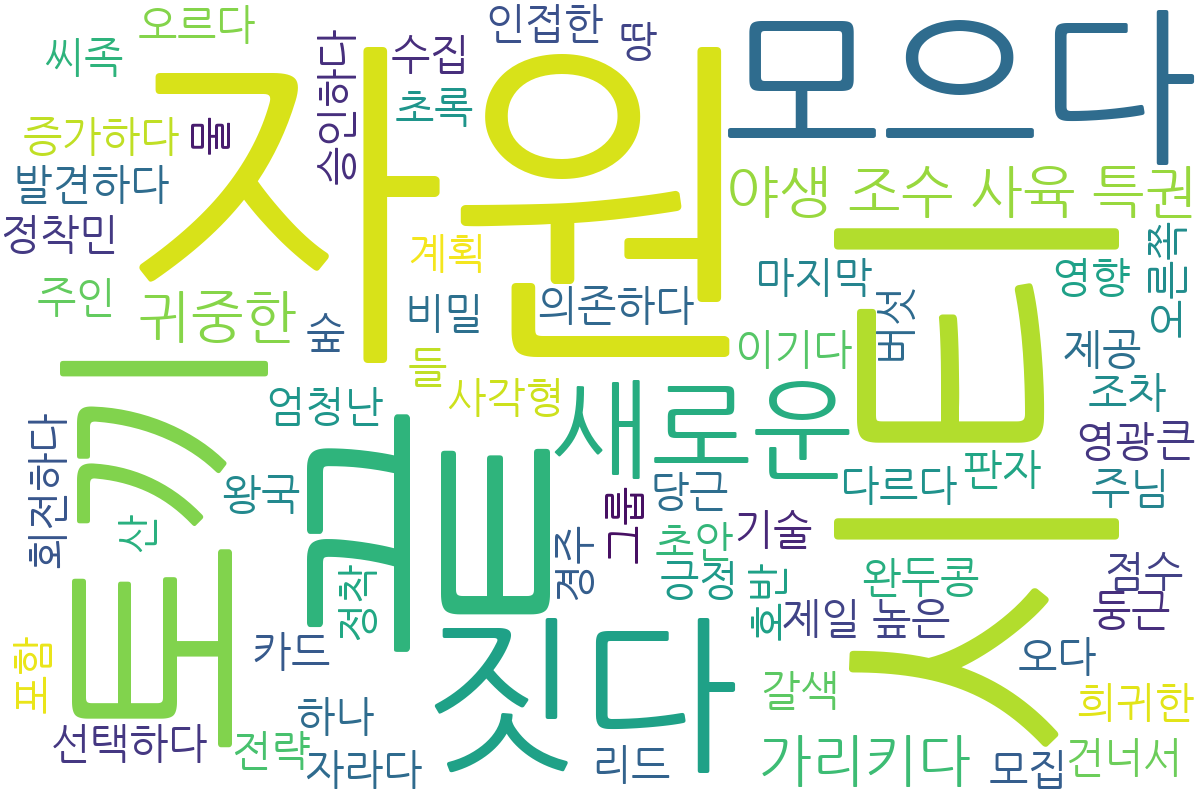 오르다
인접한
땅
씨족
수집
승인하다
모으다
자원
초록
증가하다
물
발견하다
야생 조수 사육 특권
정착민
계획
마지막
영향
오른쪽
주인
귀중한
비밀
의존하다
숲
버섯
이기다
제공
들
사각형
엄청난
새로운
조차
토끼
끝
시티
영광큰
회전하다
왕국
산
당근
다르다
판자
주님
그룹
기술
경주
초안
긍정
홍반
완두콩
점수
정착
제일 높은
둥근
짓다
카드
오다
포함
갈색
희귀한
하나
선택하다
전략
자라다
리드
가리키다
모집
건너서